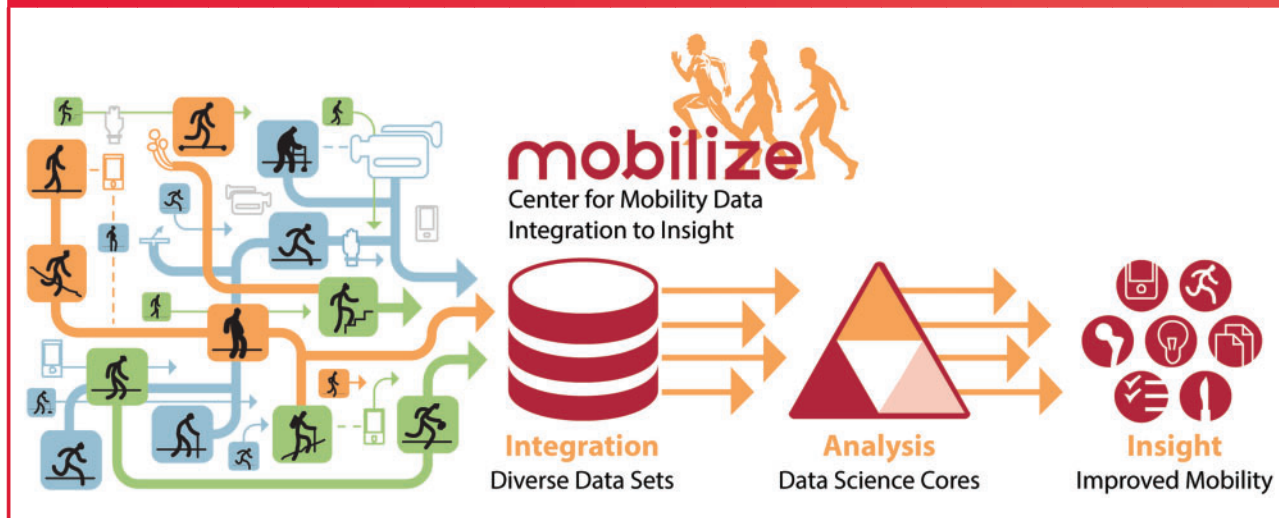 mobilize
Center for Mobility Data
Integration to Insight
Integration
Diverse Data Sets
Analysis
Data Science Cores
Insight
Improved Mobility